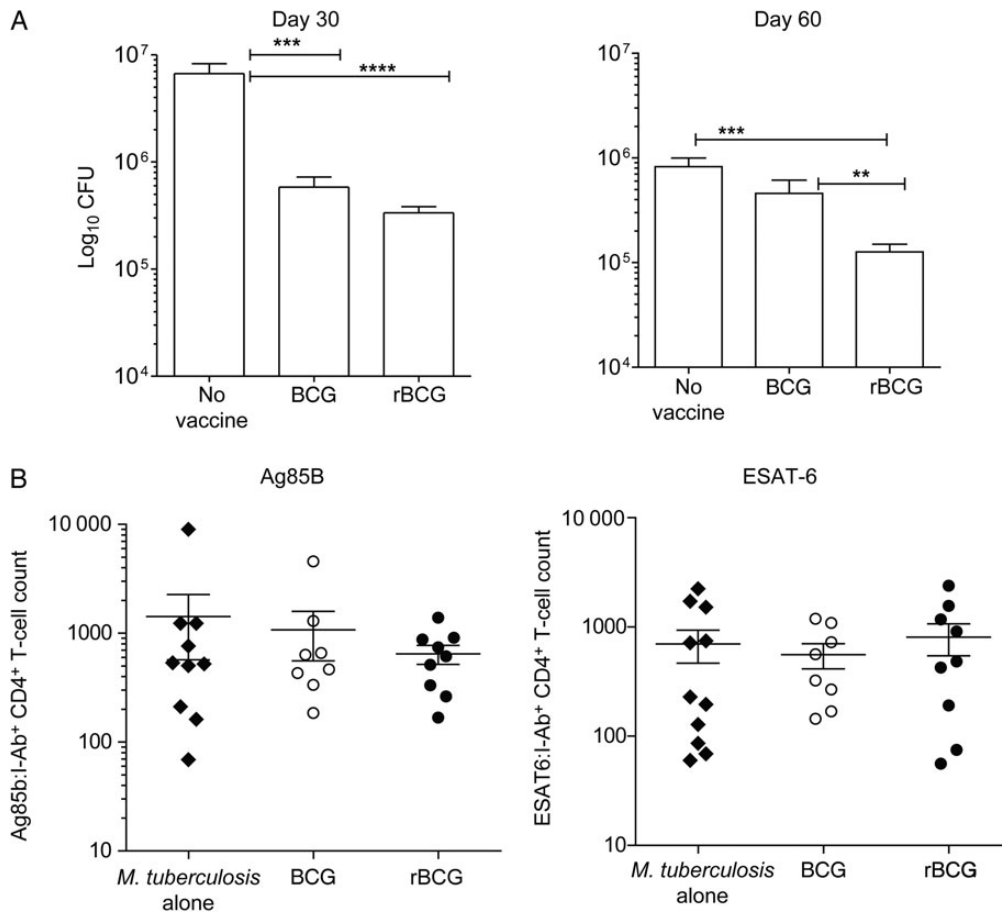 A
Day 30
Day 60
Log10 CFU
10⁷
10⁶
10⁵
10⁴
***
****
No vaccine
BCG
rBCG
10⁷
10⁶
10⁵
10⁴
***
**
No vaccine
BCG
rBCG
B
Ag85B
ESAT-6
Ag85b:I-Ab⁺ CD4⁺ T-cell count
10 000
1000
100
10
M. tuberculosis alone
BCG
rBCG
ESAT6:I-Ab⁺ CD4⁺ T-cell count
10 000
1000
100
10
M. tuberculosis alone
BCG
rBCG